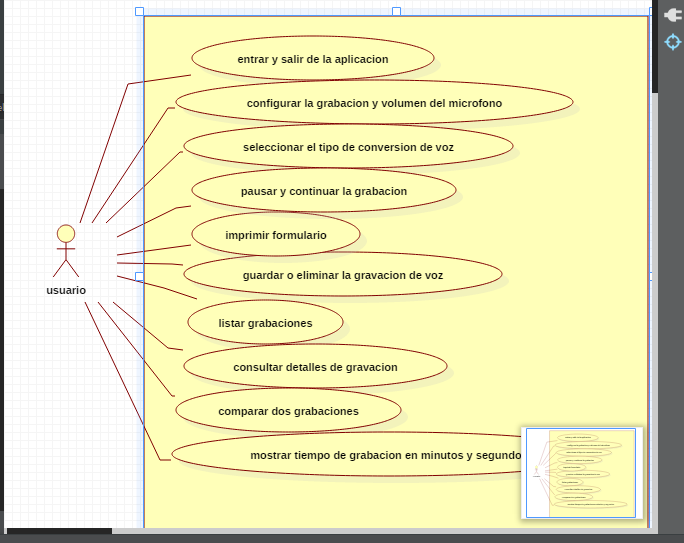 entrar y salir de la aplicacion
configurar la grabacion y volumen del microfono
seleccionar el tipo de conversion de voz
pausar y continuar la grabacion
imprimir formulario
guardar o eliminar la gravacion de voz
usuario
listar grabaciones
consultar detalles de gravacion
comparar dos grabaciones
mostrar tiempo de grabacion en minutos y segundo